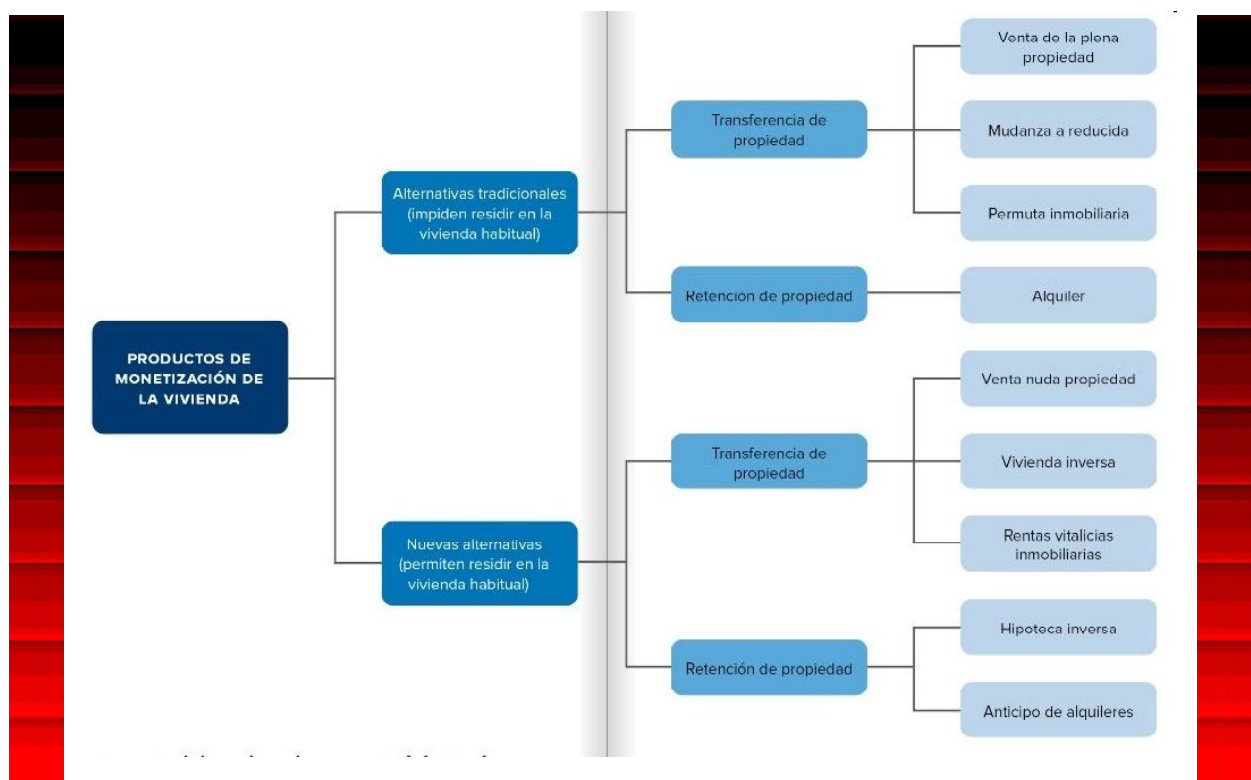 PRODUCTOS DE
MONETIZACIÓN DE
LA VIVIENDA
Alternativas tradicionales
(impiden residir en la
vivienda habitual)
Transferencia de
propiedad
Venta de la plena
propiedad
Mudanza a reducida
Permuta inmobiliaria
Retención de propiedad
Alquiler
Nuevas alternativas
(permiten residir en la
vivienda habitual)
Transferencia de
propiedad
Venta nuda propiedad
Vivienda inversa
Rentas vitalicias
inmobiliarias
Retención de propiedad
Hipoteca inversa
Anticipo de alquileres